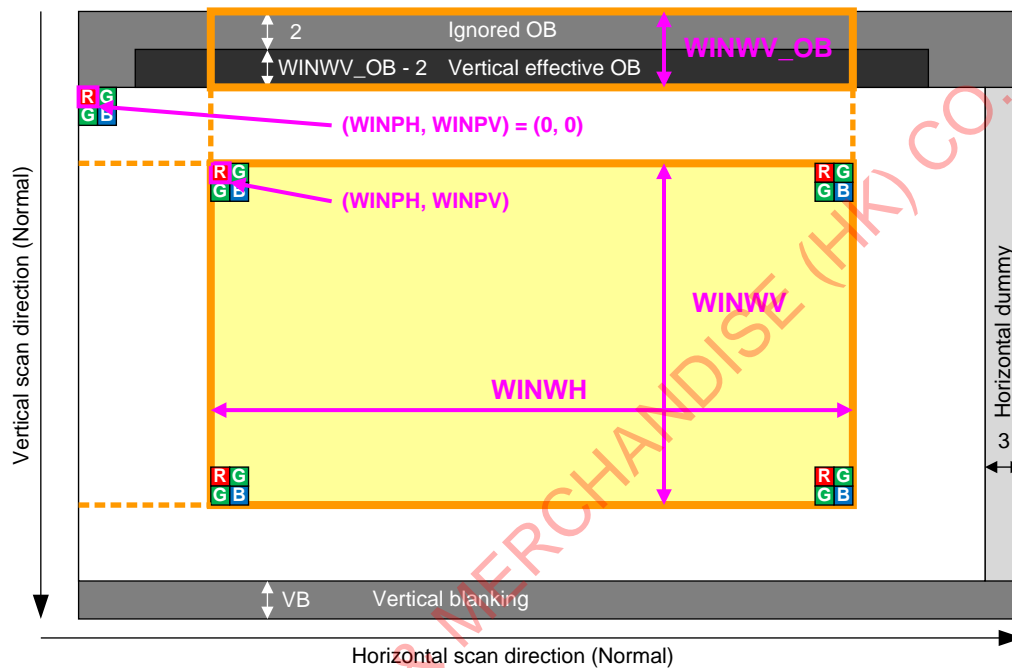 2 Ignored OB
WINWV_OB
WINWV_OB - 2 Vertical effective OB
R G
G B
(WINPH, WINPV) = (0, 0)
R G
G B
R G
G B
(WINPH, WINPV)
WINWV
WINWH
R G
G B
R G
G B
VB Vertical blanking
Vertical scan direction (Normal)
Horizontal scan direction (Normal)
Horizontal dummy
3
& MERCHANDISE (HK) CO.